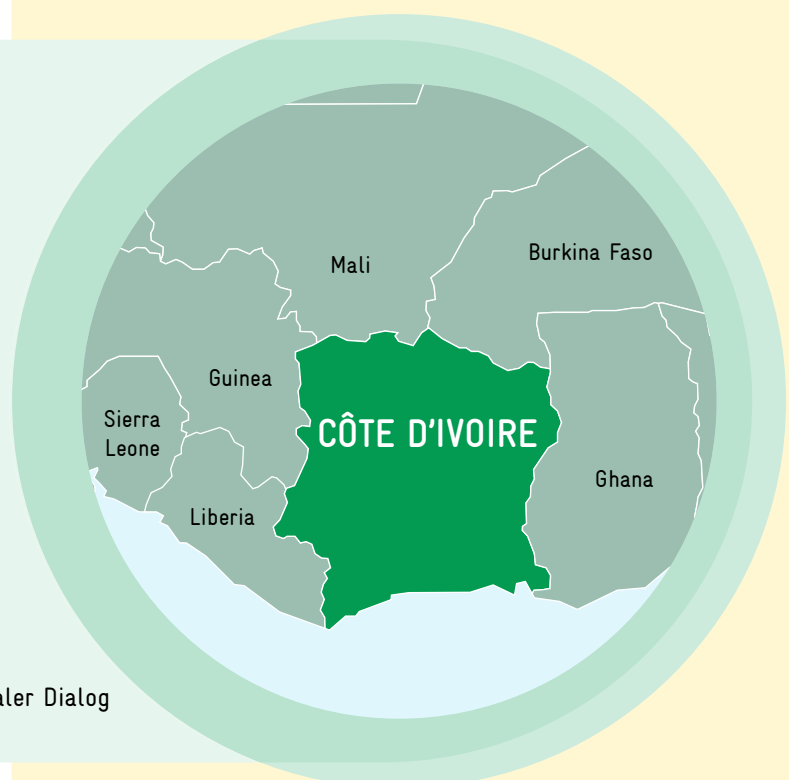 Mali
Burkina Faso
Guinea
Sierra
Leone
CÔTE D'IVOIRE
Ghana
Liberia
aler Dialog